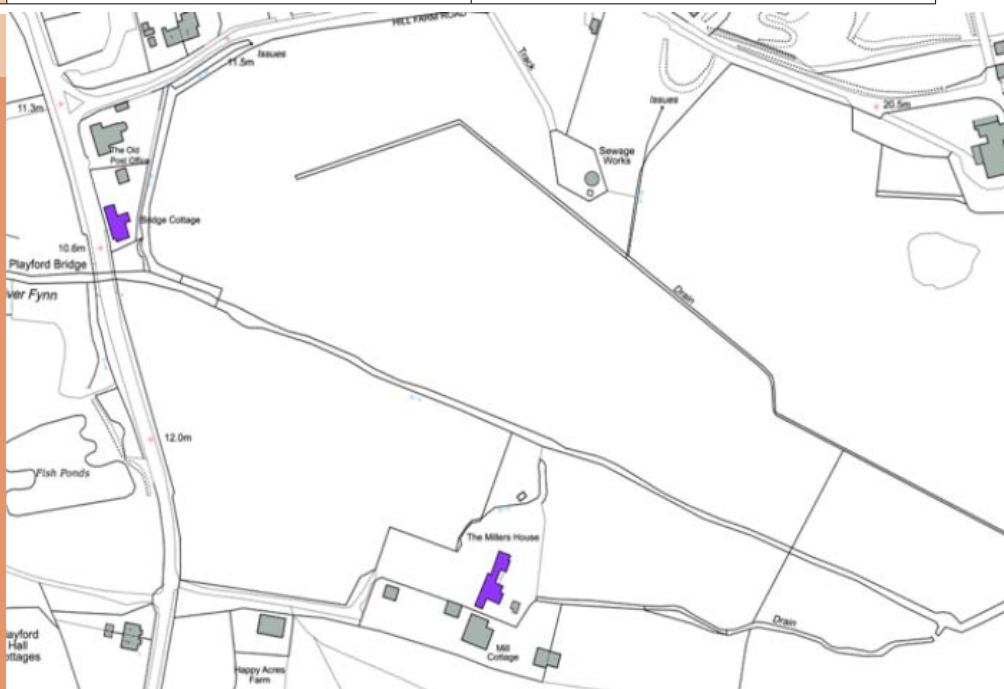 HILL FARM ROAD
Issues
11.5m
Track
11.3m
Issues
20.5m
The Old
Post Office
Sewage
Works
Bridge Cottage
10.6m
Playford Bridge
ver Fynn
Drain
12.0m
Fish Ponds
The Millers House
Drain
layford
Hall
ottages
Mill
Cottage
Happy Acres
Farm